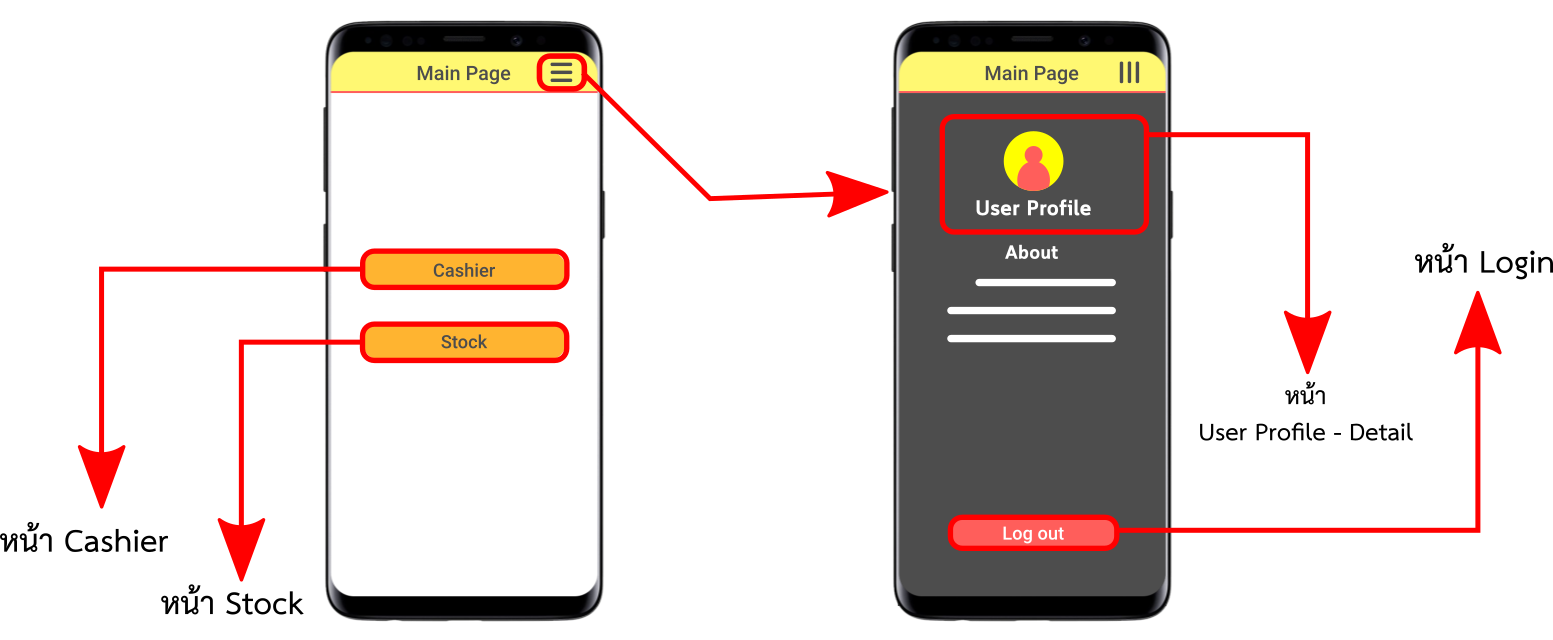 Main Page
Cashier
Stock
หน้า Cashier
หน้า Stock
Main Page
User Profile
About
Log out
หน้า
User Profile - Detail
หน้า Login